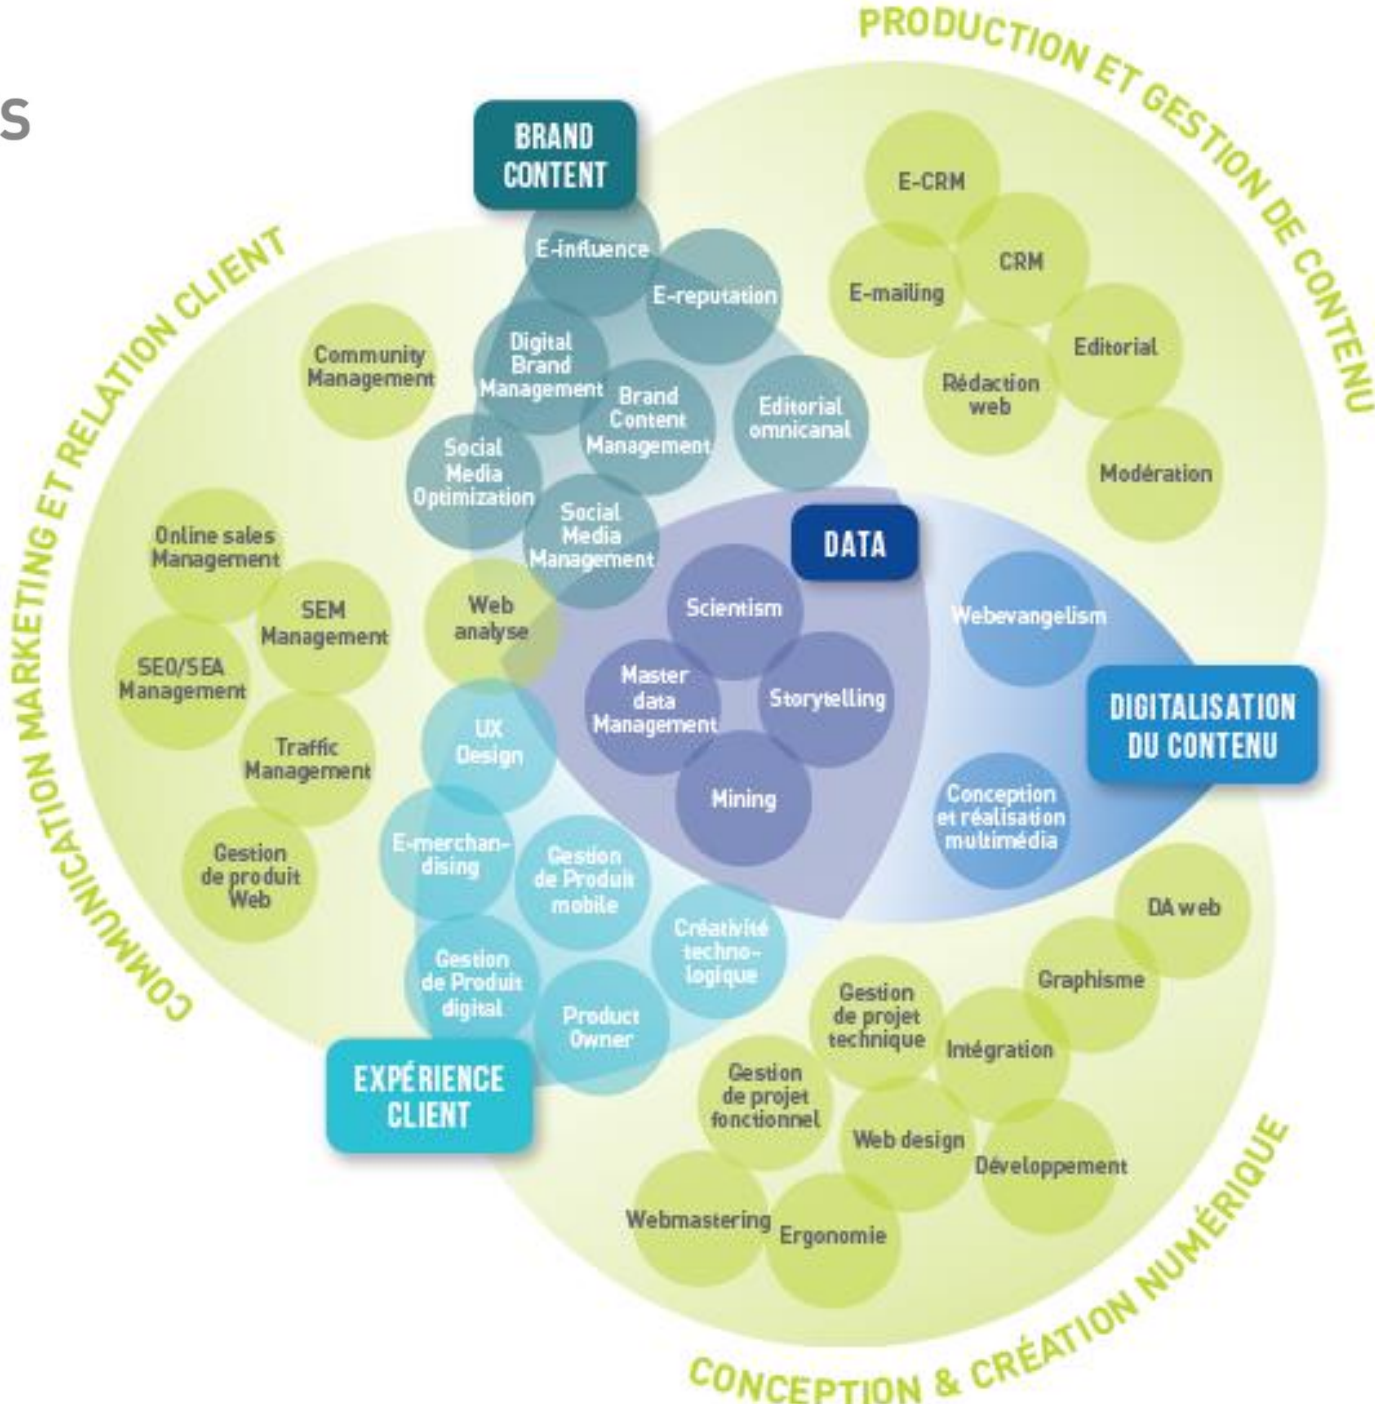 S
PRODUCTION ET GESTION DE CONTENU
BRAND
CONTENT
E-CRM
CRM
E-mailing
Editorial
Rédaction
web
Modération
E-influence
E-reputation
Digital
Brand
Management
Brand
Content
Management
Editorial
omnicanal
Social
Media
Optimization
Social
Media
Management
COMMUNICATION MARKETING ET RELATION CLIENT
Community
Management
Online sales
Management
SEM
Management
Web
analyse
SEO/SEA
Management
Traffic
Management
Gestion
de produit
Web
DATA
Scientism
Master
data
Management
Storytelling
Mining
Webevangelism
DIGITALISATION
DU CONTENU
Conception
et réalisation
multimédia
UX
Design
E-merchan-
dising
Gestion
de Produit
mobile
Créativité
techno-
logique
Gestion
de Produit
digital
Product
Owner
EXPÉRIENCE
CLIENT
DA web
Graphisme
Gestion
de projet
technique
Intégration
Gestion
de projet
fonctionnel
Web design
Développement
Webmastering
Ergonomie
CONCEPTION & CRÉATION NUMÉRIQUE